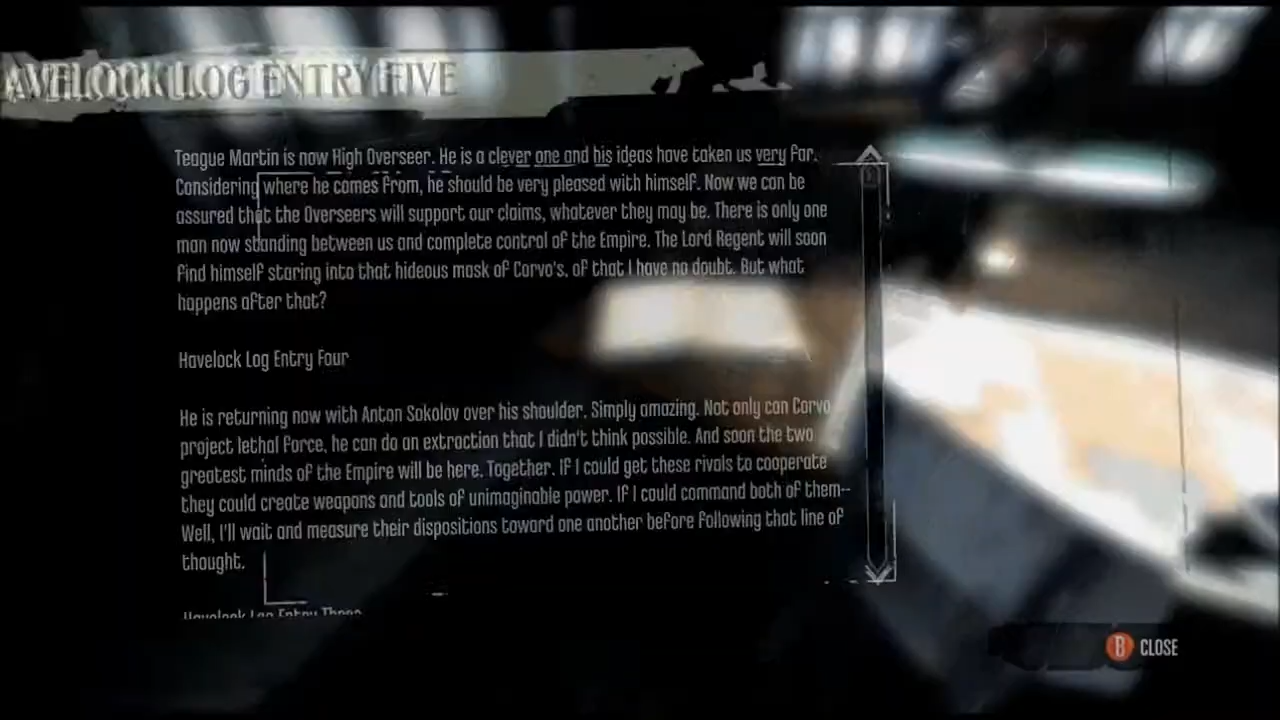 HAVELOCK LOG ENTRY FIVE
Teague Martin is now High Overseer. He is a clever one and his ideas have taken us very far.
Considering where he comes from, he should be very pleased with himself. Now we can be
assured that the Overseers will support our claims, whatever they may be. There is only one
man now standing between us and complete control of the Empire. The Lord Regent will soon
find himself staring into that hideous mask of Corvo's, of that I have no doubt. But what
happens after that?
Havelock Log Entry Four
He is returning now with Anton Sokolov over his shoulder. Simply amazing. Not only can Corvo
project lethal force, he can do an extraction that I didn't think possible. And soon the two
greatest minds of the Empire will be here. Together. If I could get these rivals to cooperate
they could create weapons and tools of unimaginable power. If I could command both of them--
Well, I'll wait and measure their dispositions toward one another before following that line of
thought.
Havelock Log Entry Three
B CLOSE